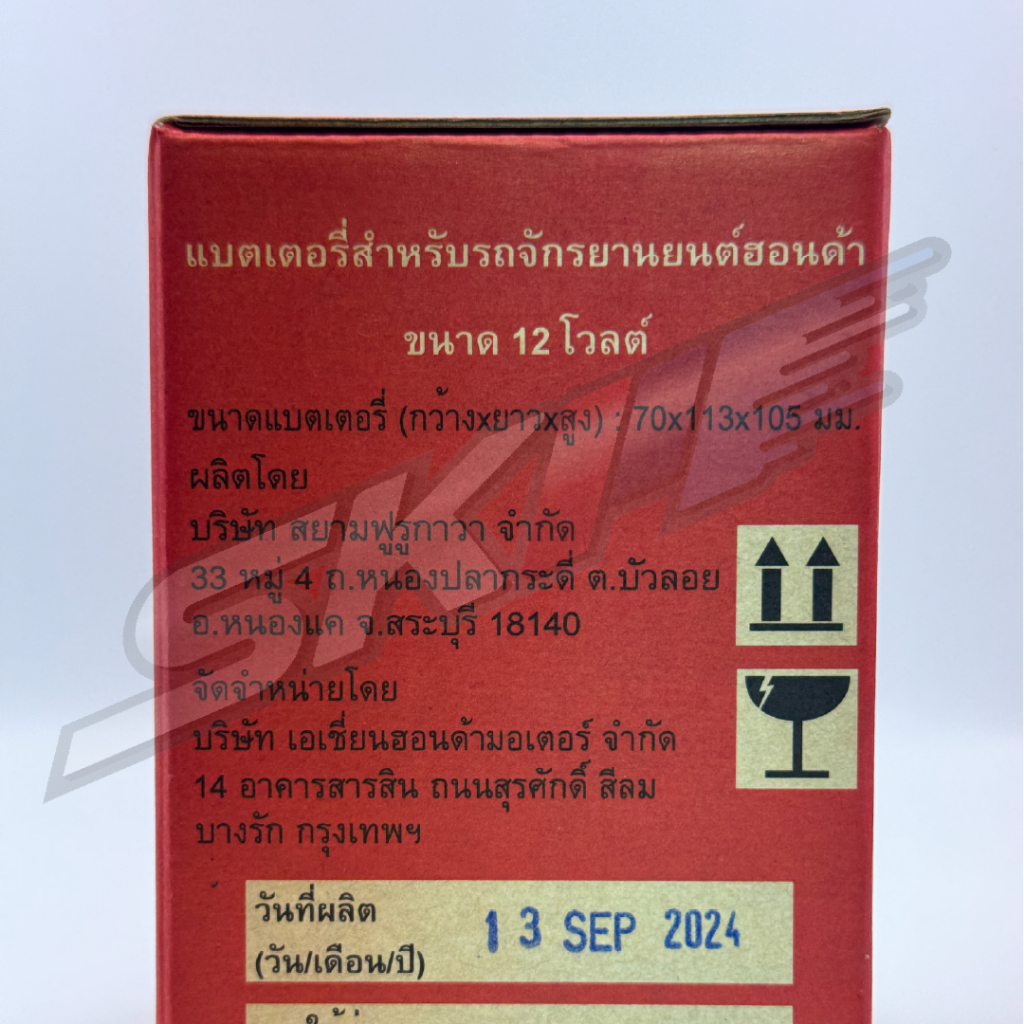 แบตเตอรี่สำหรับรถจักรยานยนต์ฮอนด้า
ขนาด 12 โวลต์
ขนาดแบตเตอรี่ (กว้างxยาวxสูง) : 70x113x105 มม.
ผลิตโดย
บริษัท สยามฟูรูกาวา จำกัด
33 หมู่ 4 ถ.หนองปลากระดี่ ต.บัวลอย
อ.หนองแค จ.สระบุรี 18140
จัดจำหน่ายโดย
บริษัท เอเชี่ยนฮอนด้ามอเตอร์ จำกัด
14 อาคารสารสิน ถนนสุรศักดิ์ สีลม
บางรัก กรุงเทพฯ
วันที่ผลิต
(วัน/เดือน/ปี)
13 SEP 2024